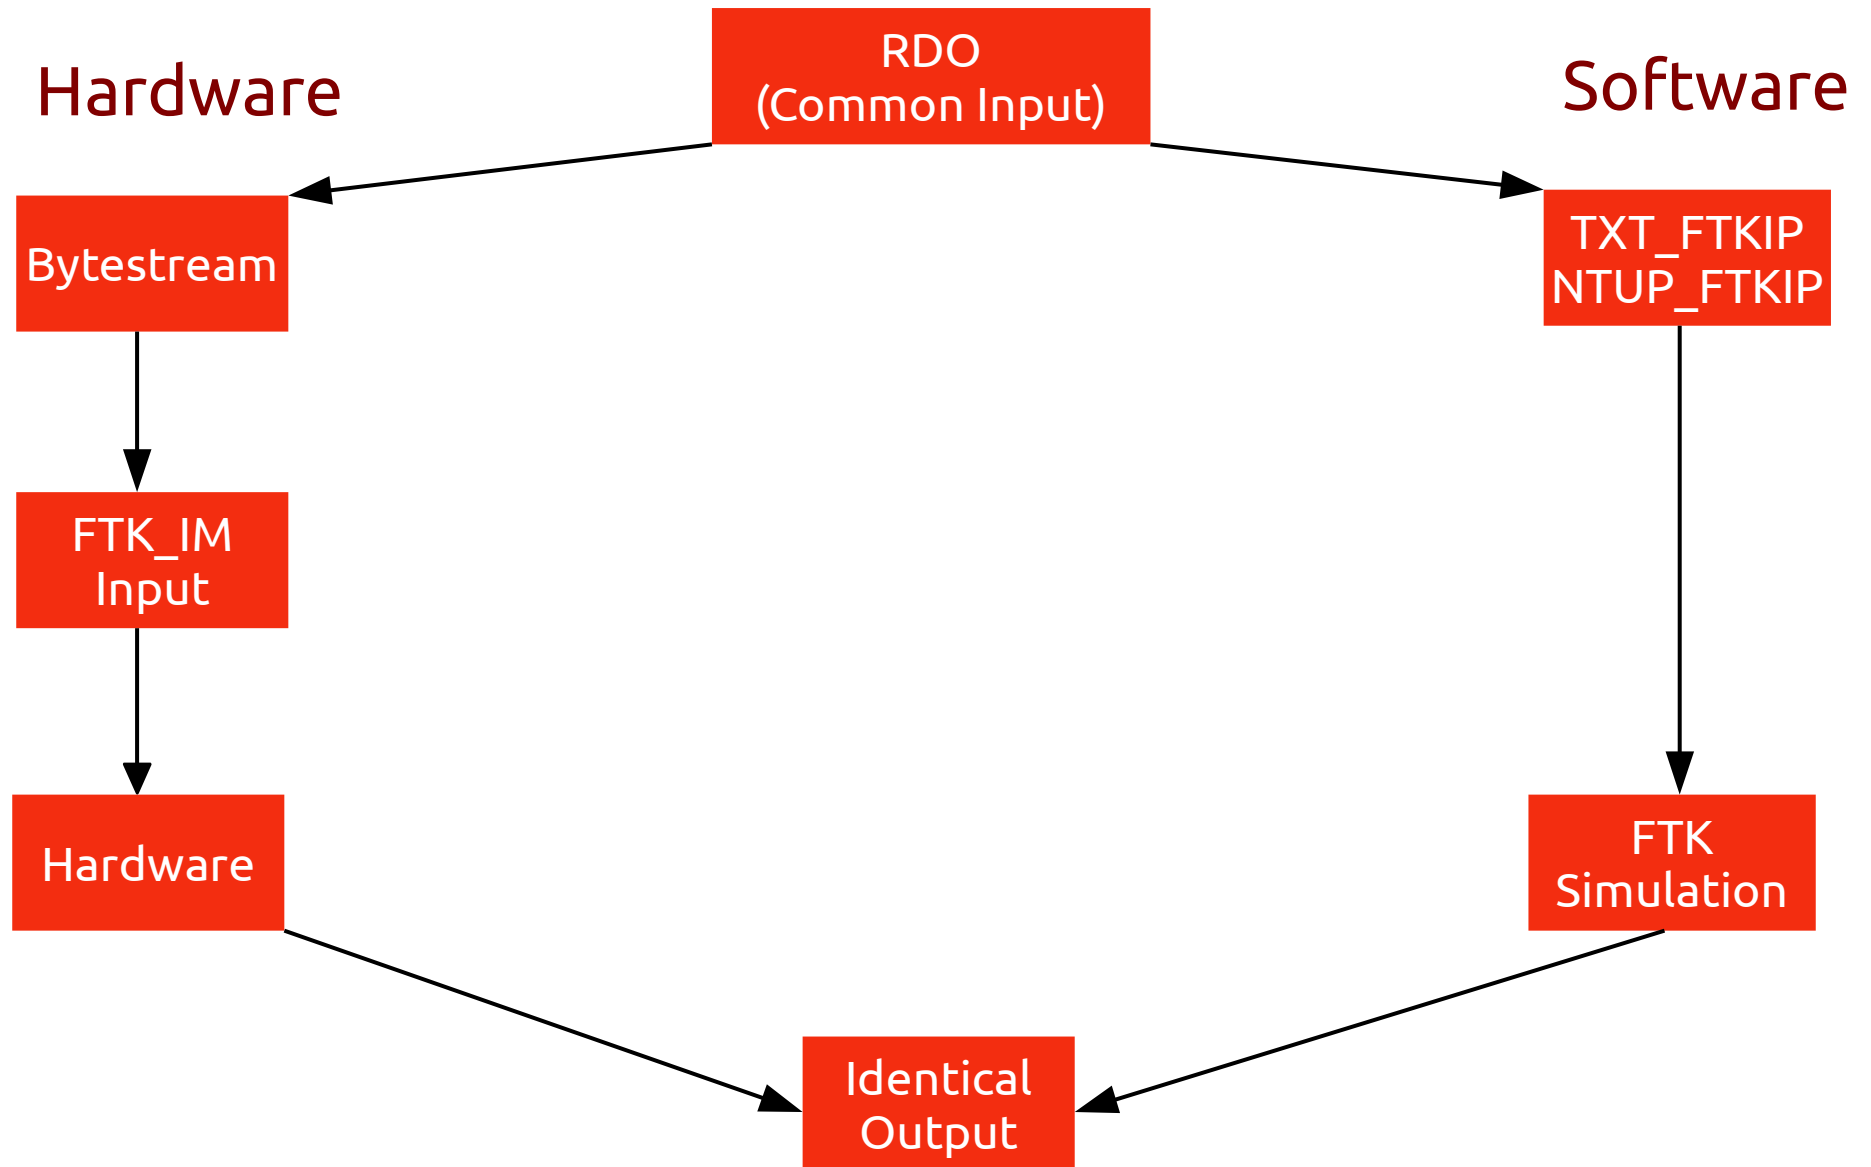 Hardware
RDO
(Common Input)
Software
Bytestream
TXT_FTKIP
NTUP_FTKIP
FTK_IM
Input
Hardware
FTK
Simulation
Identical
Output